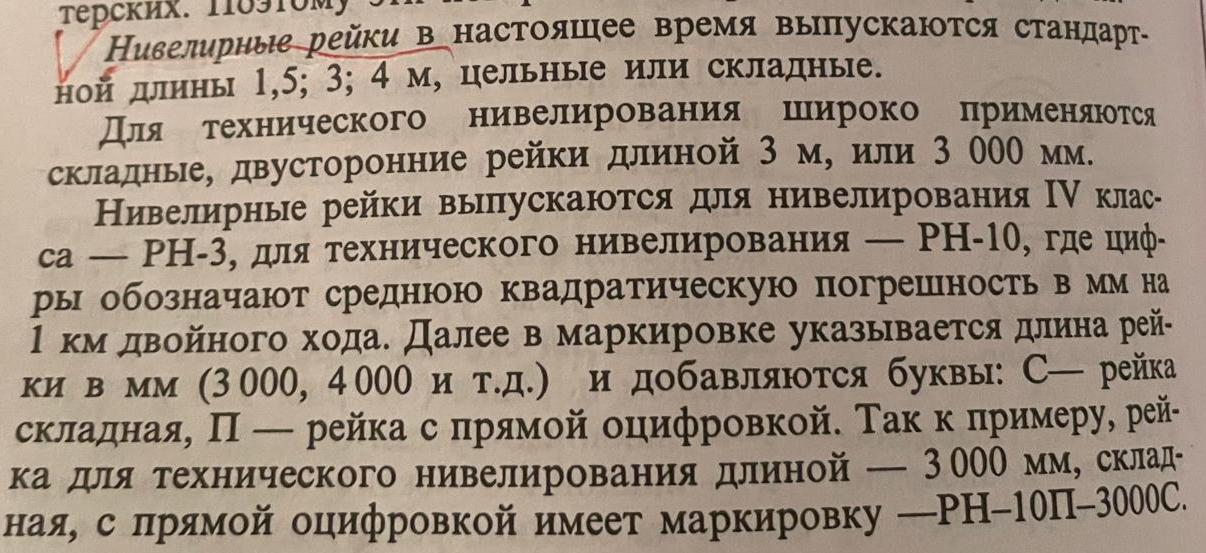 терских. Поэтому эти
Нивелирные рейки в настоящее время выпускаются стандарт-
ной длины 1,5; 3; 4 м, цельные или складные.
Для технического нивелирования широко применяются
складные, двусторонние рейки длиной 3 м, или 3 000 мм.
Нивелирные рейки выпускаются для нивелирования IV клас-
са — РН-3, для технического нивелирования — РН-10, где циф-
ры обозначают среднюю квадратическую погрешность в мм на
1 км двойного хода. Далее в маркировке указывается длина рей-
ки в мм (3 000, 4 000 и т.д.) и добавляются буквы: С— рейка
складная, П — рейка с прямой оцифровкой. Так к примеру, рей-
ка для технического нивелирования длиной — 3 000 мм, склад-
ная, с прямой оцифровкой имеет маркировку —РН–10П–3000С.